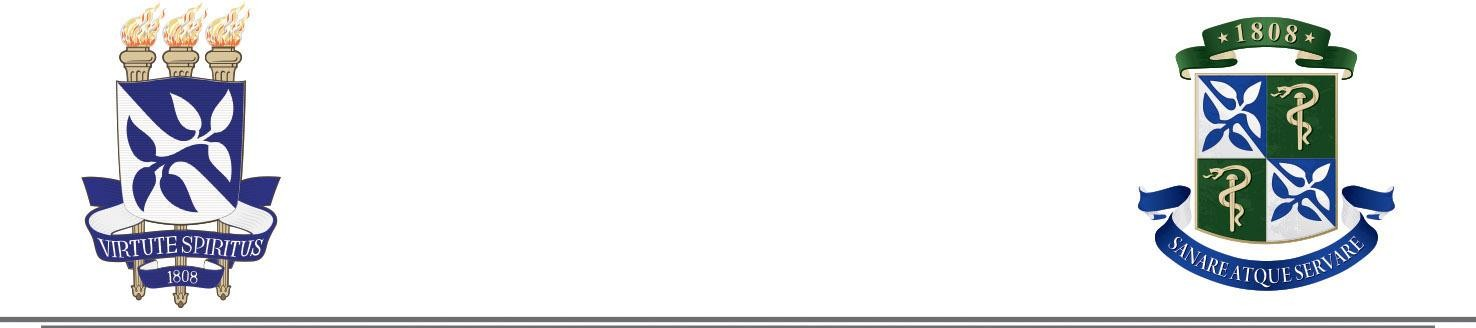 VIRTUTE SPIRITUS
1808
★ 1808 ★
SANARE ATQUE SERVARE